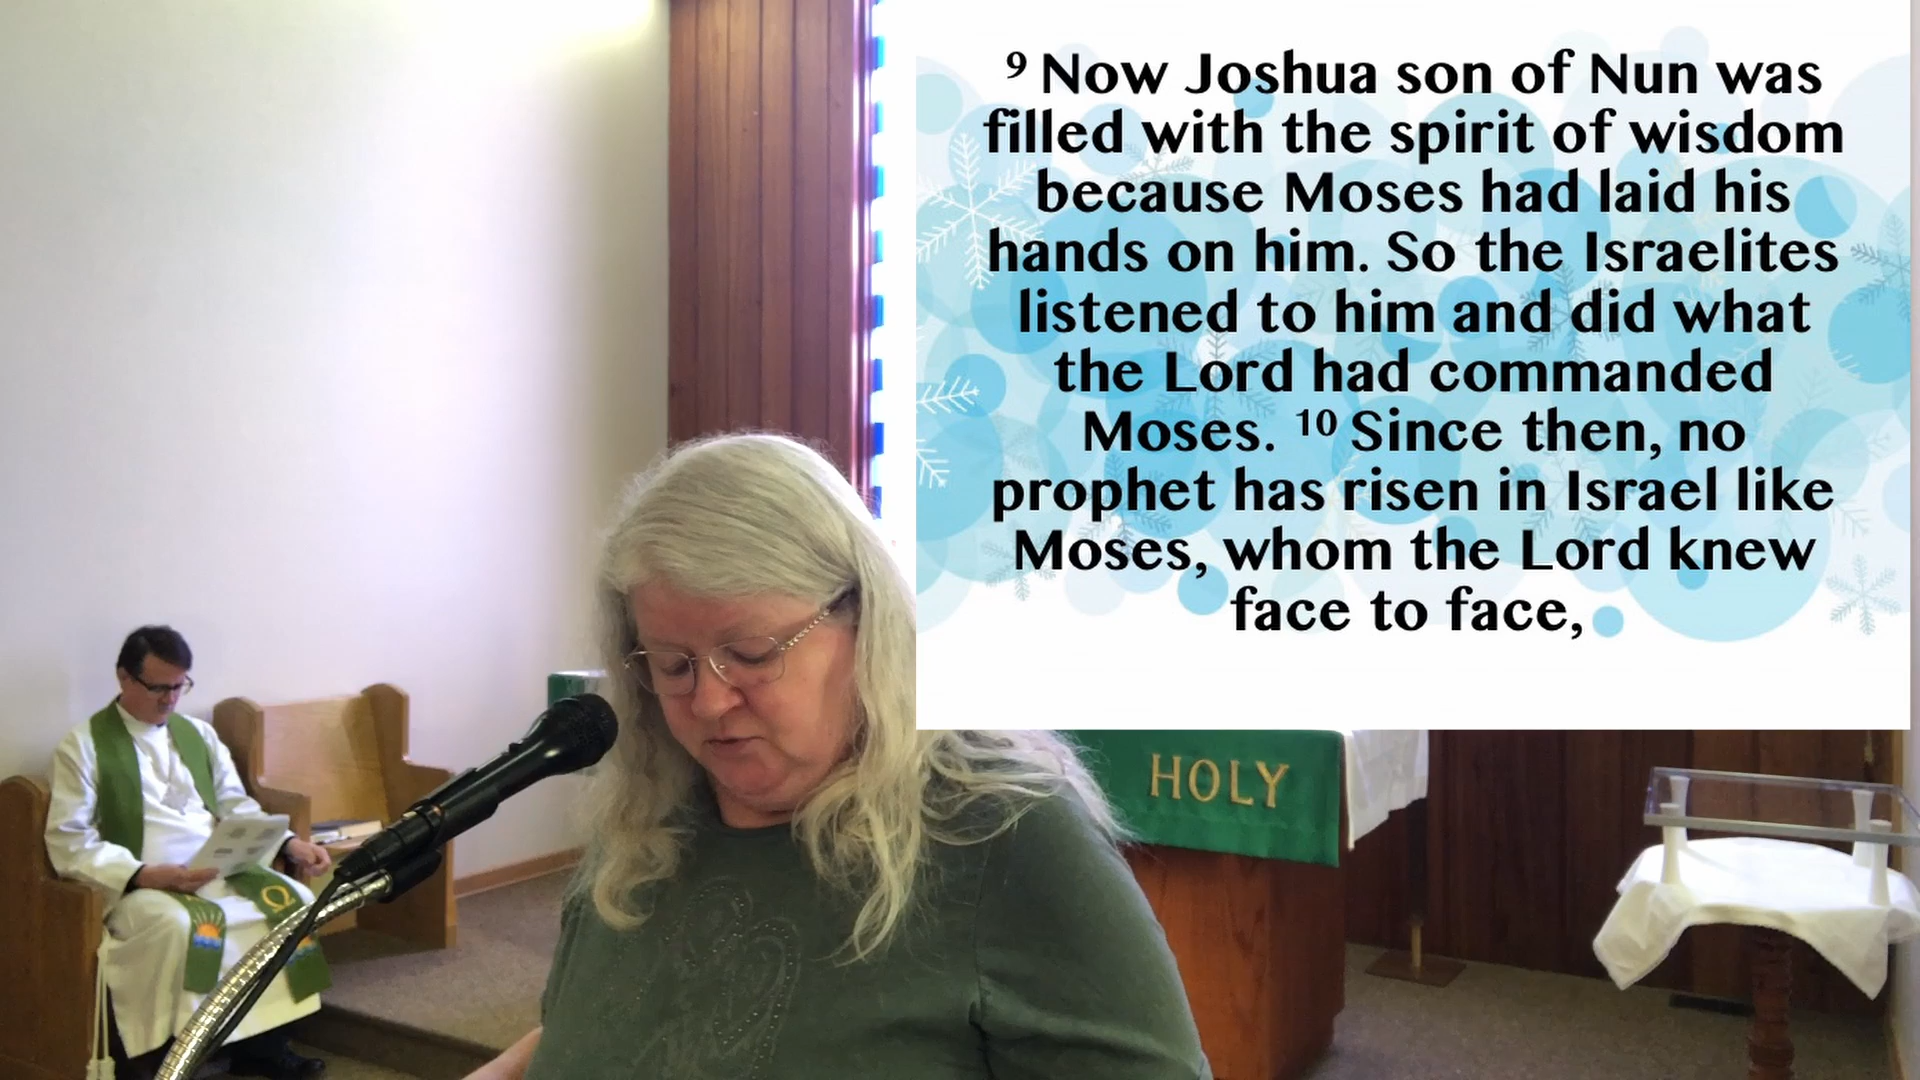 ⁹ Now Joshua son of Nun was
filled with the spirit of wisdom
because Moses had laid his
hands on him. So the Israelites
listened to him and did what
the Lord had commanded
Moses. ¹⁰ Since then, no
prophet has risen in Israel like
Moses, whom the Lord knew
face to face,
HOLY
Ω